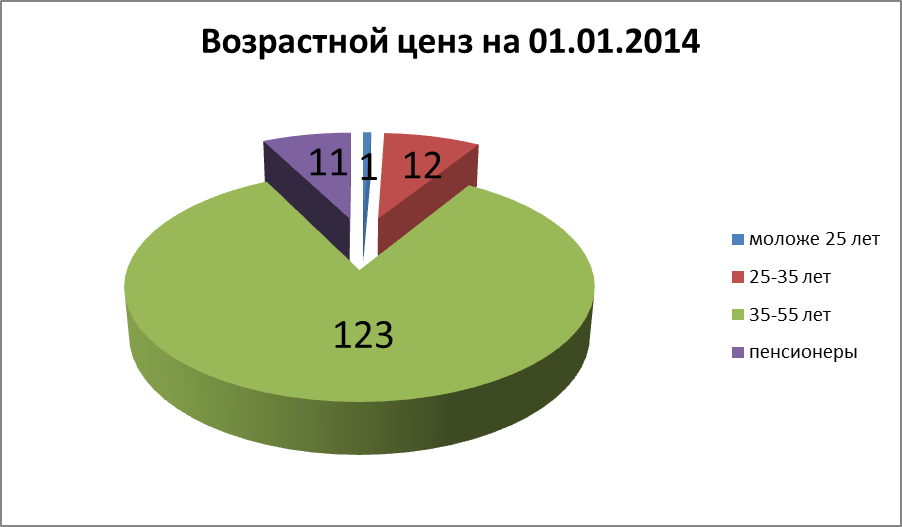 Возрастной ценз на 01.01.2014
11
1
12
123
моложе 25 лет
25-35 лет
35-55 лет
пенсионеры